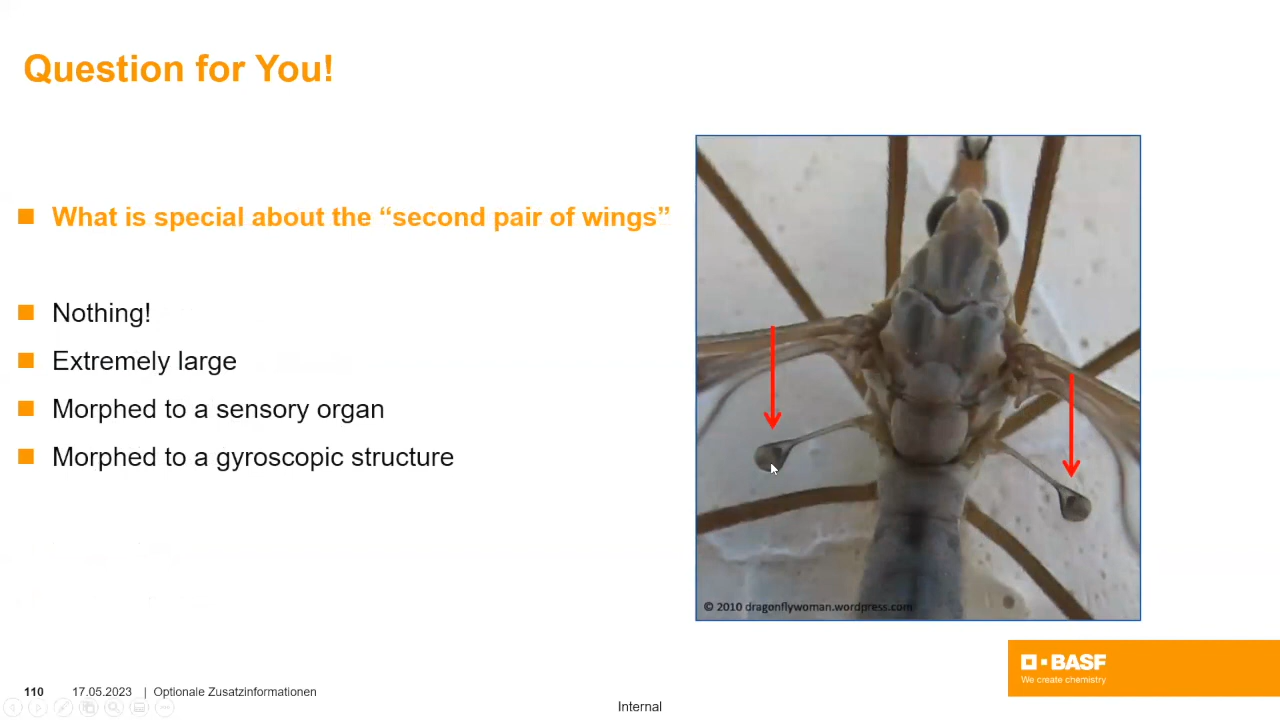 Question for You!
What is special about the “second pair of wings”
Nothing!
Extremely large
Morphed to a sensory organ
Morphed to a gyroscopic structure
© 2010 dragonflywoman.wordpress.com
BASF
We create chemistry
110 17.05.2023 | Optionale Zusatzinformationen
Internal